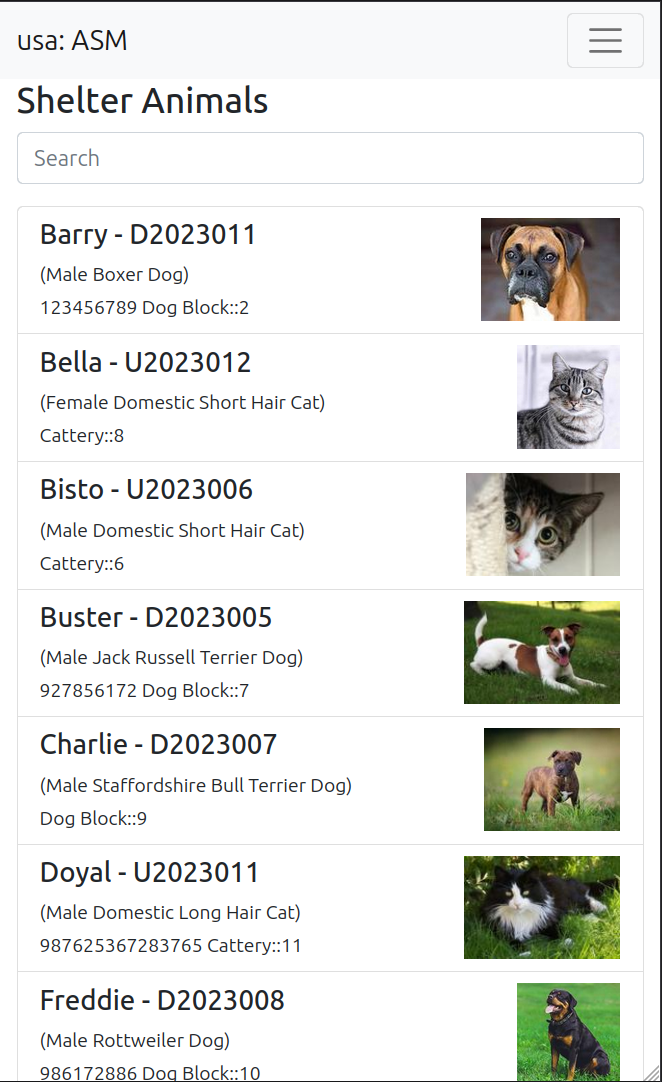 usa: ASM
Shelter Animals
Search
Barry - D2023011
(Male Boxer Dog)
123456789 Dog Block::2
Bella - U2023012
(Female Domestic Short Hair Cat)
Cattery::8
Bisto - U2023006
(Male Domestic Short Hair Cat)
Cattery::6
Buster - D2023005
(Male Jack Russell Terrier Dog)
927856172 Dog Block::7
Charlie - D2023007
(Male Staffordshire Bull Terrier Dog)
Dog Block::9
Doyal - U2023011
(Male Domestic Long Hair Cat)
987625367283765 Cattery::11
Freddie - D2023008
(Male Rottweiler Dog)
986172886 Dog Block::10